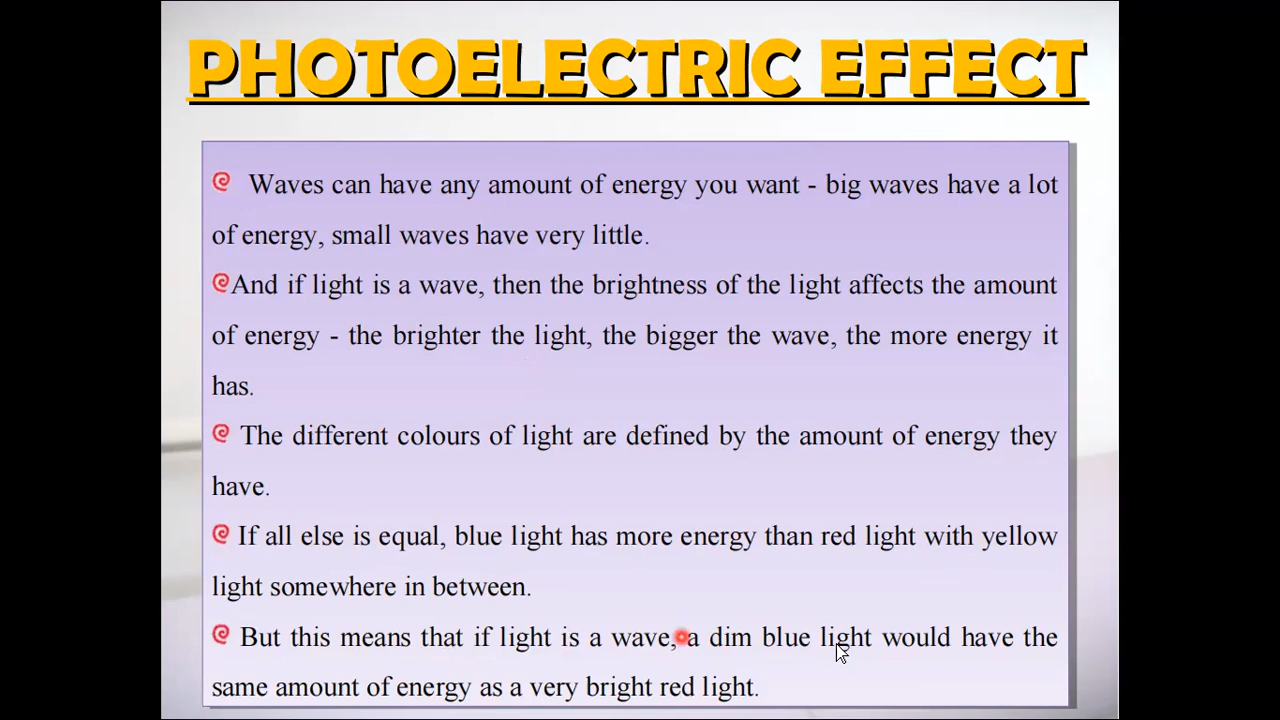 PHOTOELECTRIC EFFECT
Waves can have any amount of energy you want - big waves have a lot
of energy, small waves have very little.
And if light is a wave, then the brightness of the light affects the amount
of energy - the brighter the light, the bigger the wave, the more energy it
has.
The different colours of light are defined by the amount of energy they
have.
If all else is equal, blue light has more energy than red light with yellow
light somewhere in between.
But this means that if light is a wave, a dim blue light would have the
same amount of energy as a very bright red light.